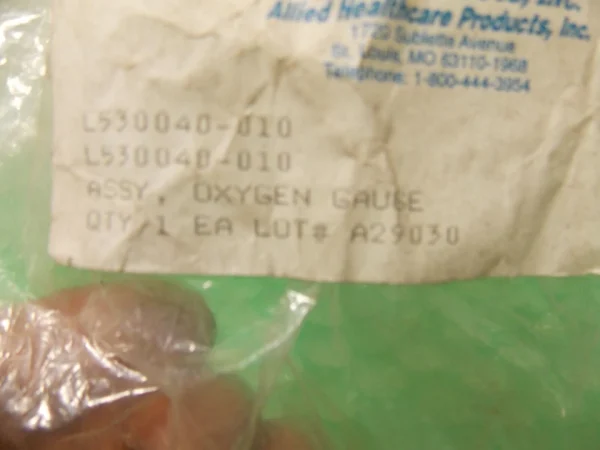 Inc.
Allied Healthcare Products, Inc.
1720 Sublette Avenue
St. Louis, MO 63110-1968
Telephone: 1-800-444-3954
L530040-010
L530040-010
ASSY, OXYGEN GAUGE
QTY/1 EA LOT# A29030